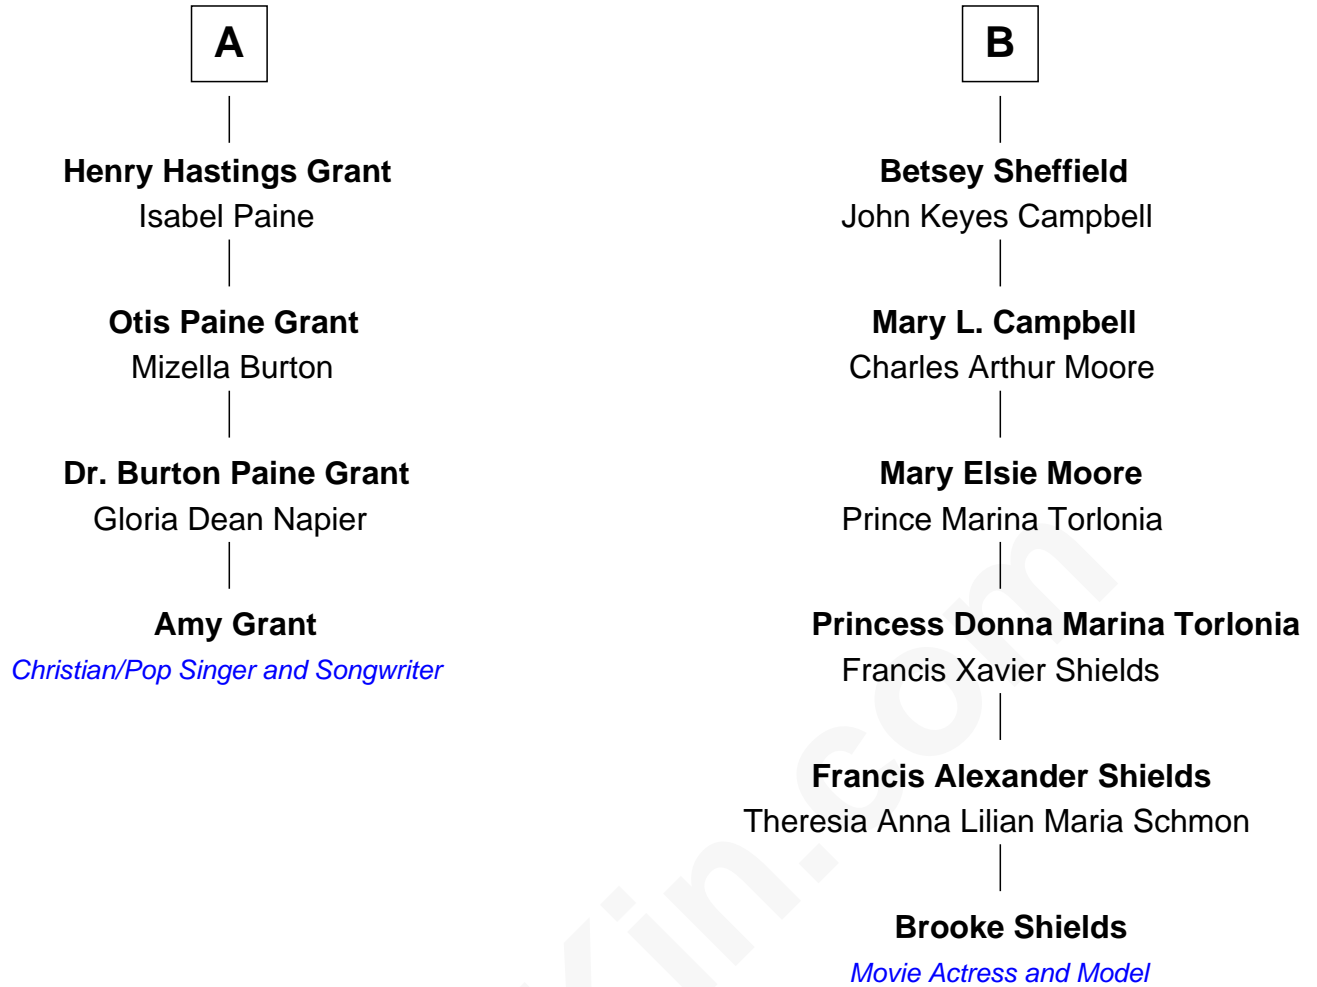 A
Henry Hastings Grant
Isabel Paine
Otis Paine Grant
Mizella Burton
Dr. Burton Paine Grant
Gloria Dean Napier
Amy Grant
Christian/Pop Singer and Songwriter
B
Betsey Sheffield
John Keyes Campbell
Mary L. Campbell
Charles Arthur Moore
Mary Elsie Moore
Prince Marina Torlonia
Princess Donna Marina Torlonia
Francis Xavier Shields
Francis Alexander Shields
Theresia Anna Lilian Maria Schmon
Brooke Shields
Movie Actress and Model
Kin.com